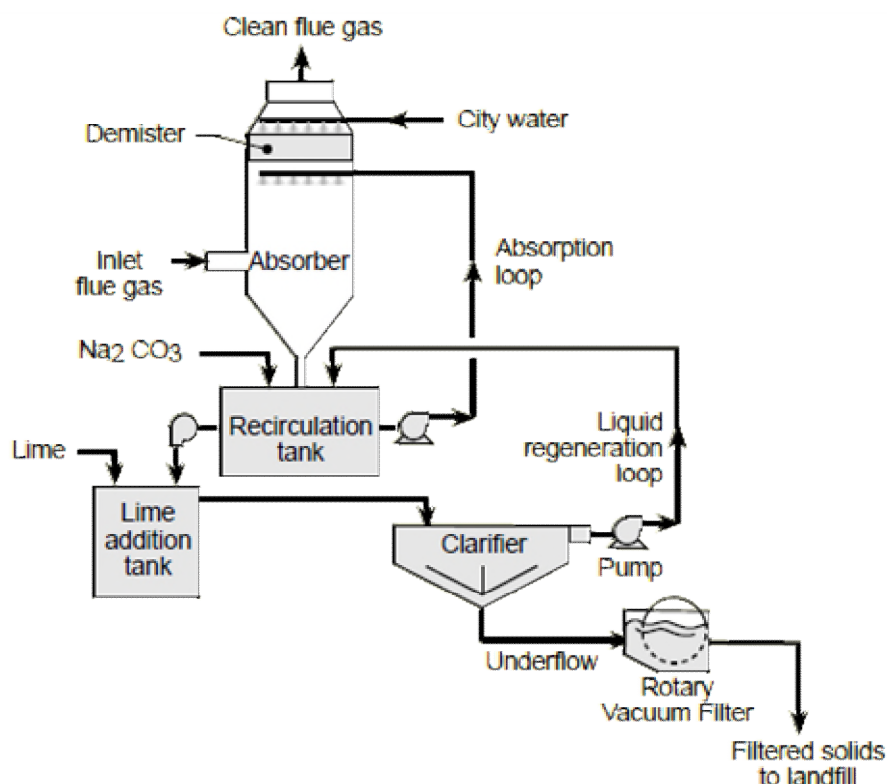 Clean flue gas
City water
Demister
Absorption
loop
Inlet
flue gas
Absorber
Na2 CO3
Recirculation
tank
Liquid
regeneration
loop
Lime
Lime
addition
tank
Clarifier
Pump
Underflow
Rotary
Vacuum Filter
Filtered solids
to landfill